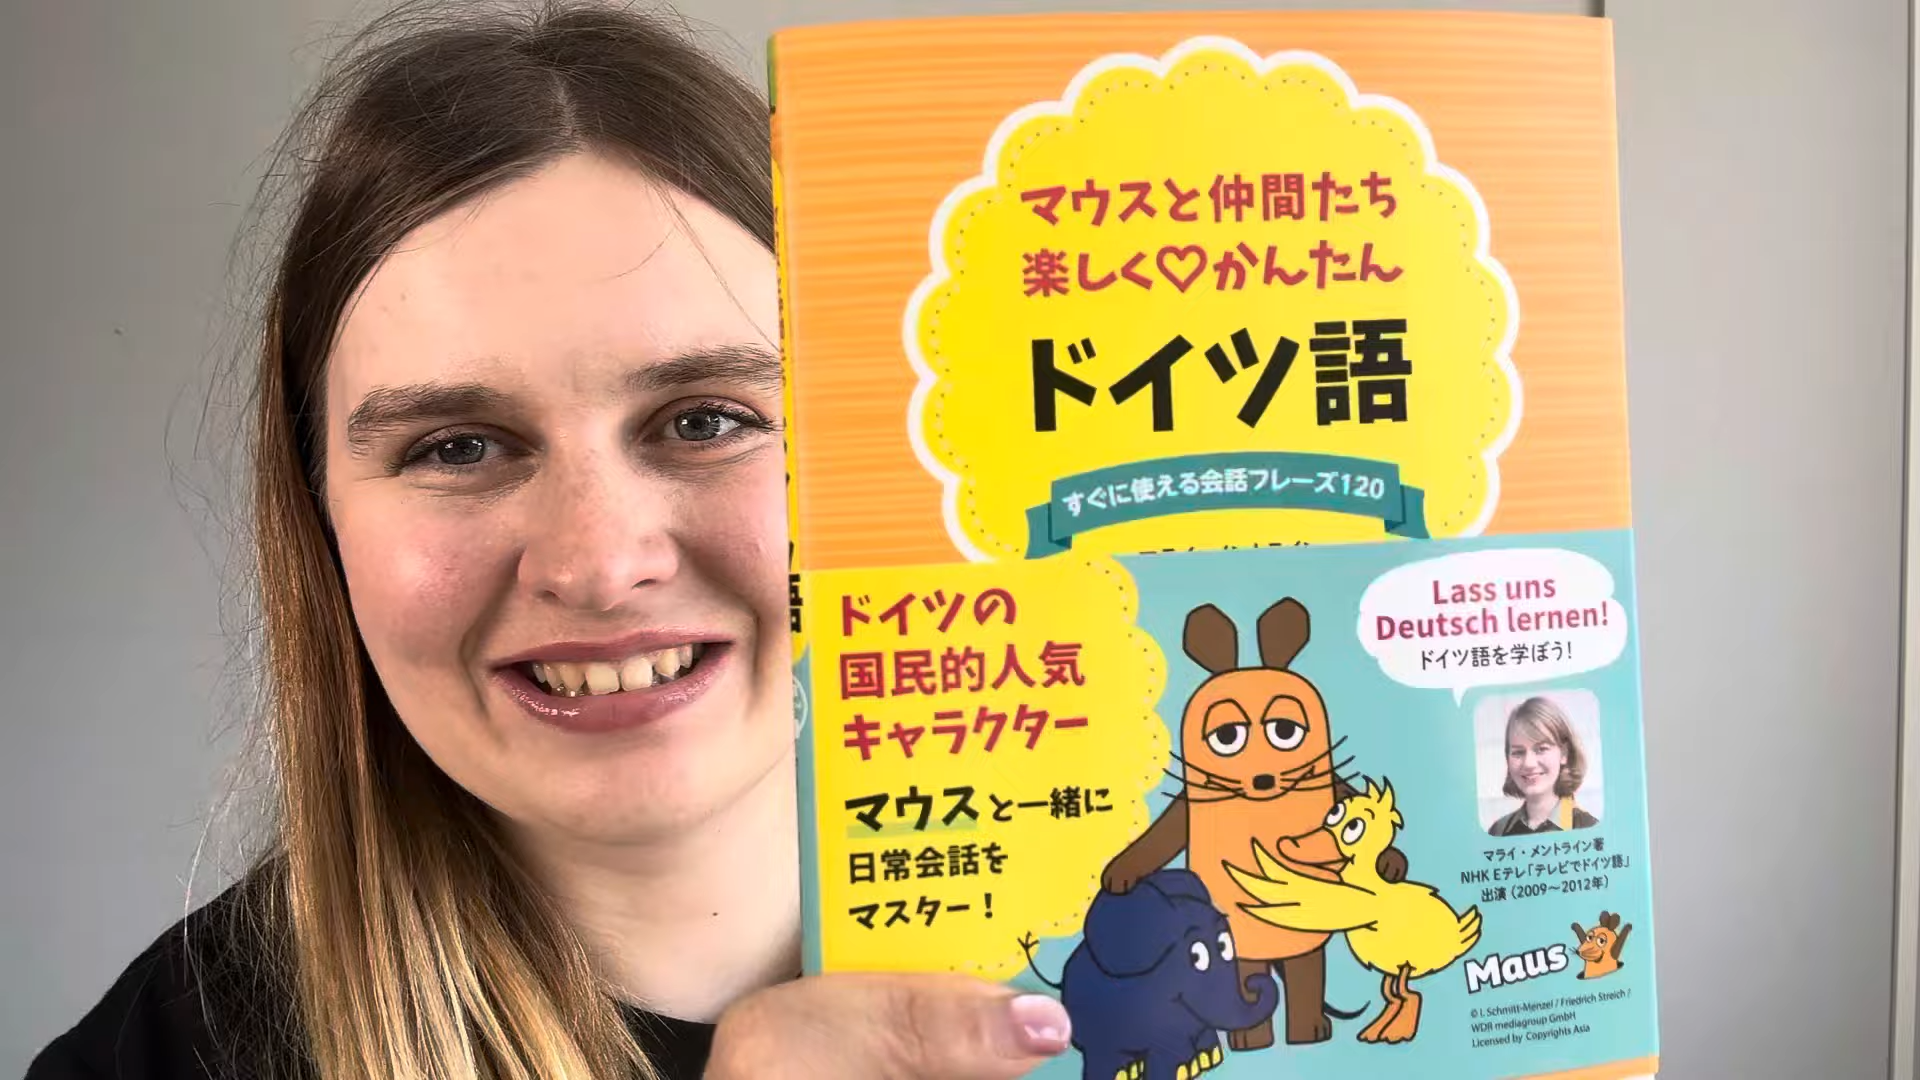 マウスと仲間たち
楽しく♡かんたん
ドイツ語
すぐに使える会話フレーズ120
ドイツの
国民的人気
キャラクター
マウスと一緒に
日常会話を
マスター！
Lass uns
Deutsch lernen!
ドイツ語を学ぼう！
マライ・メントライン著
NHK Eテレ「テレビでドイツ語」
出演（2009〜2012年）
Maus
© I. Schmitt-Menzel / Friedrich Streich /
WDR mediagroup GmbH
Licensed by Copyrights Asia
語